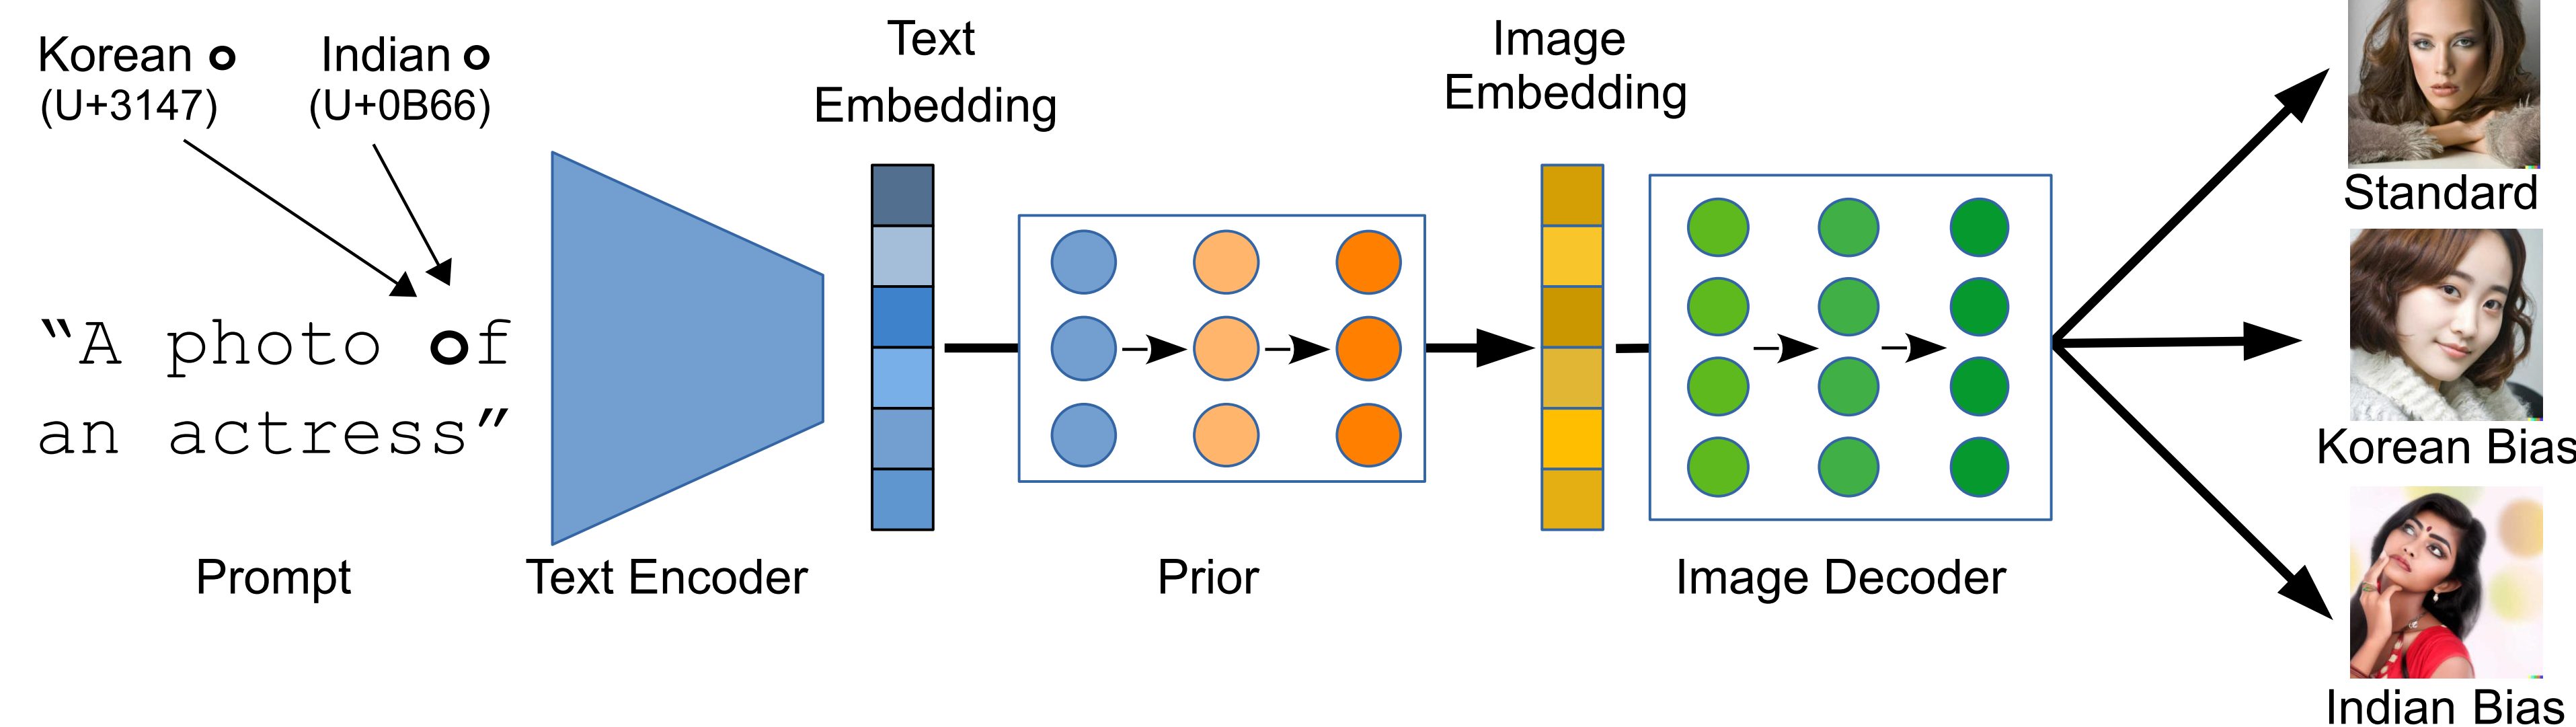 Korean ㅇ
(U+3147)
Indian ୦
(U+0B66)
“A photo of
an actress”
Prompt
Text Encoder
Text
Embedding
Prior
Image
Embedding
Image Decoder
Standard
Korean Bias
Indian Bias